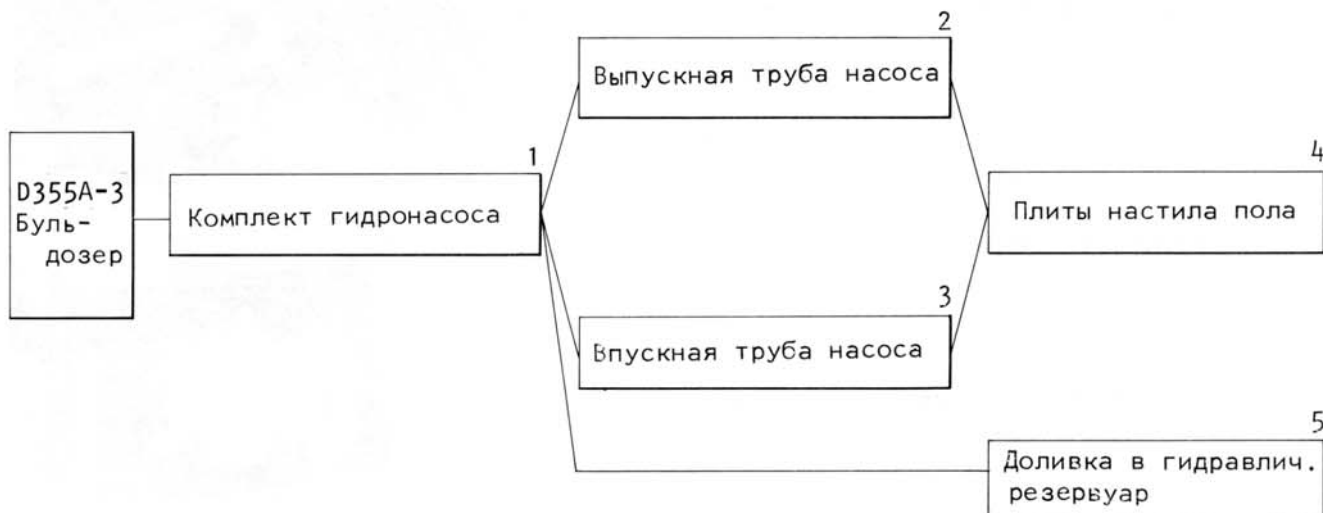 D355A-3
Буль-
дозер
1
Комплект гидронасоса
2
Выпускная труба насоса
3
Впускная труба насоса
4
Плиты настила пола
5
Доливка в гидравлич.
резервуар